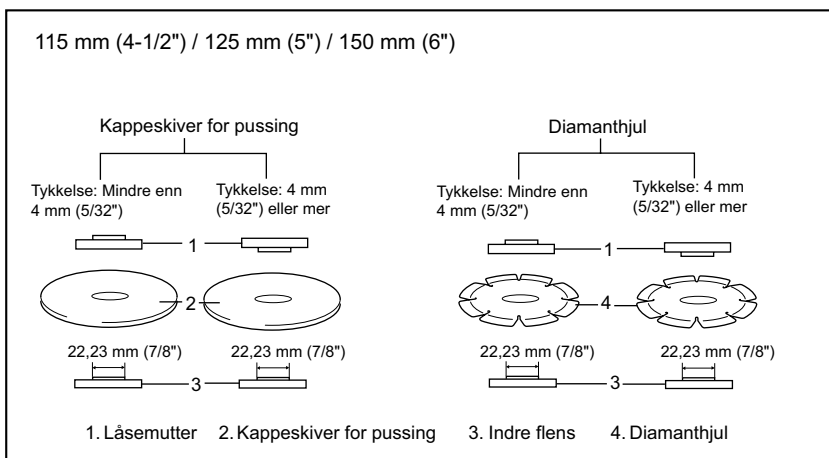 115 mm (4-1/2") / 125 mm (5") / 150 mm (6")
Kappeskiver for pussing
Tykkelse: Mindre enn
4 mm (5/32")
Tykkelse: 4 mm
(5/32") eller mer
1
2
22,23 mm (7/8")
22,23 mm (7/8")
3
Diamanthjul
Tykkelse: Mindre enn
4 mm (5/32")
Tykkelse: 4 mm
(5/32") eller mer
1
4
22,23 mm (7/8")
22,23 mm (7/8")
3
1. Låsemutter 2. Kappeskiver for pussing 3. Indre flens 4. Diamanthjul